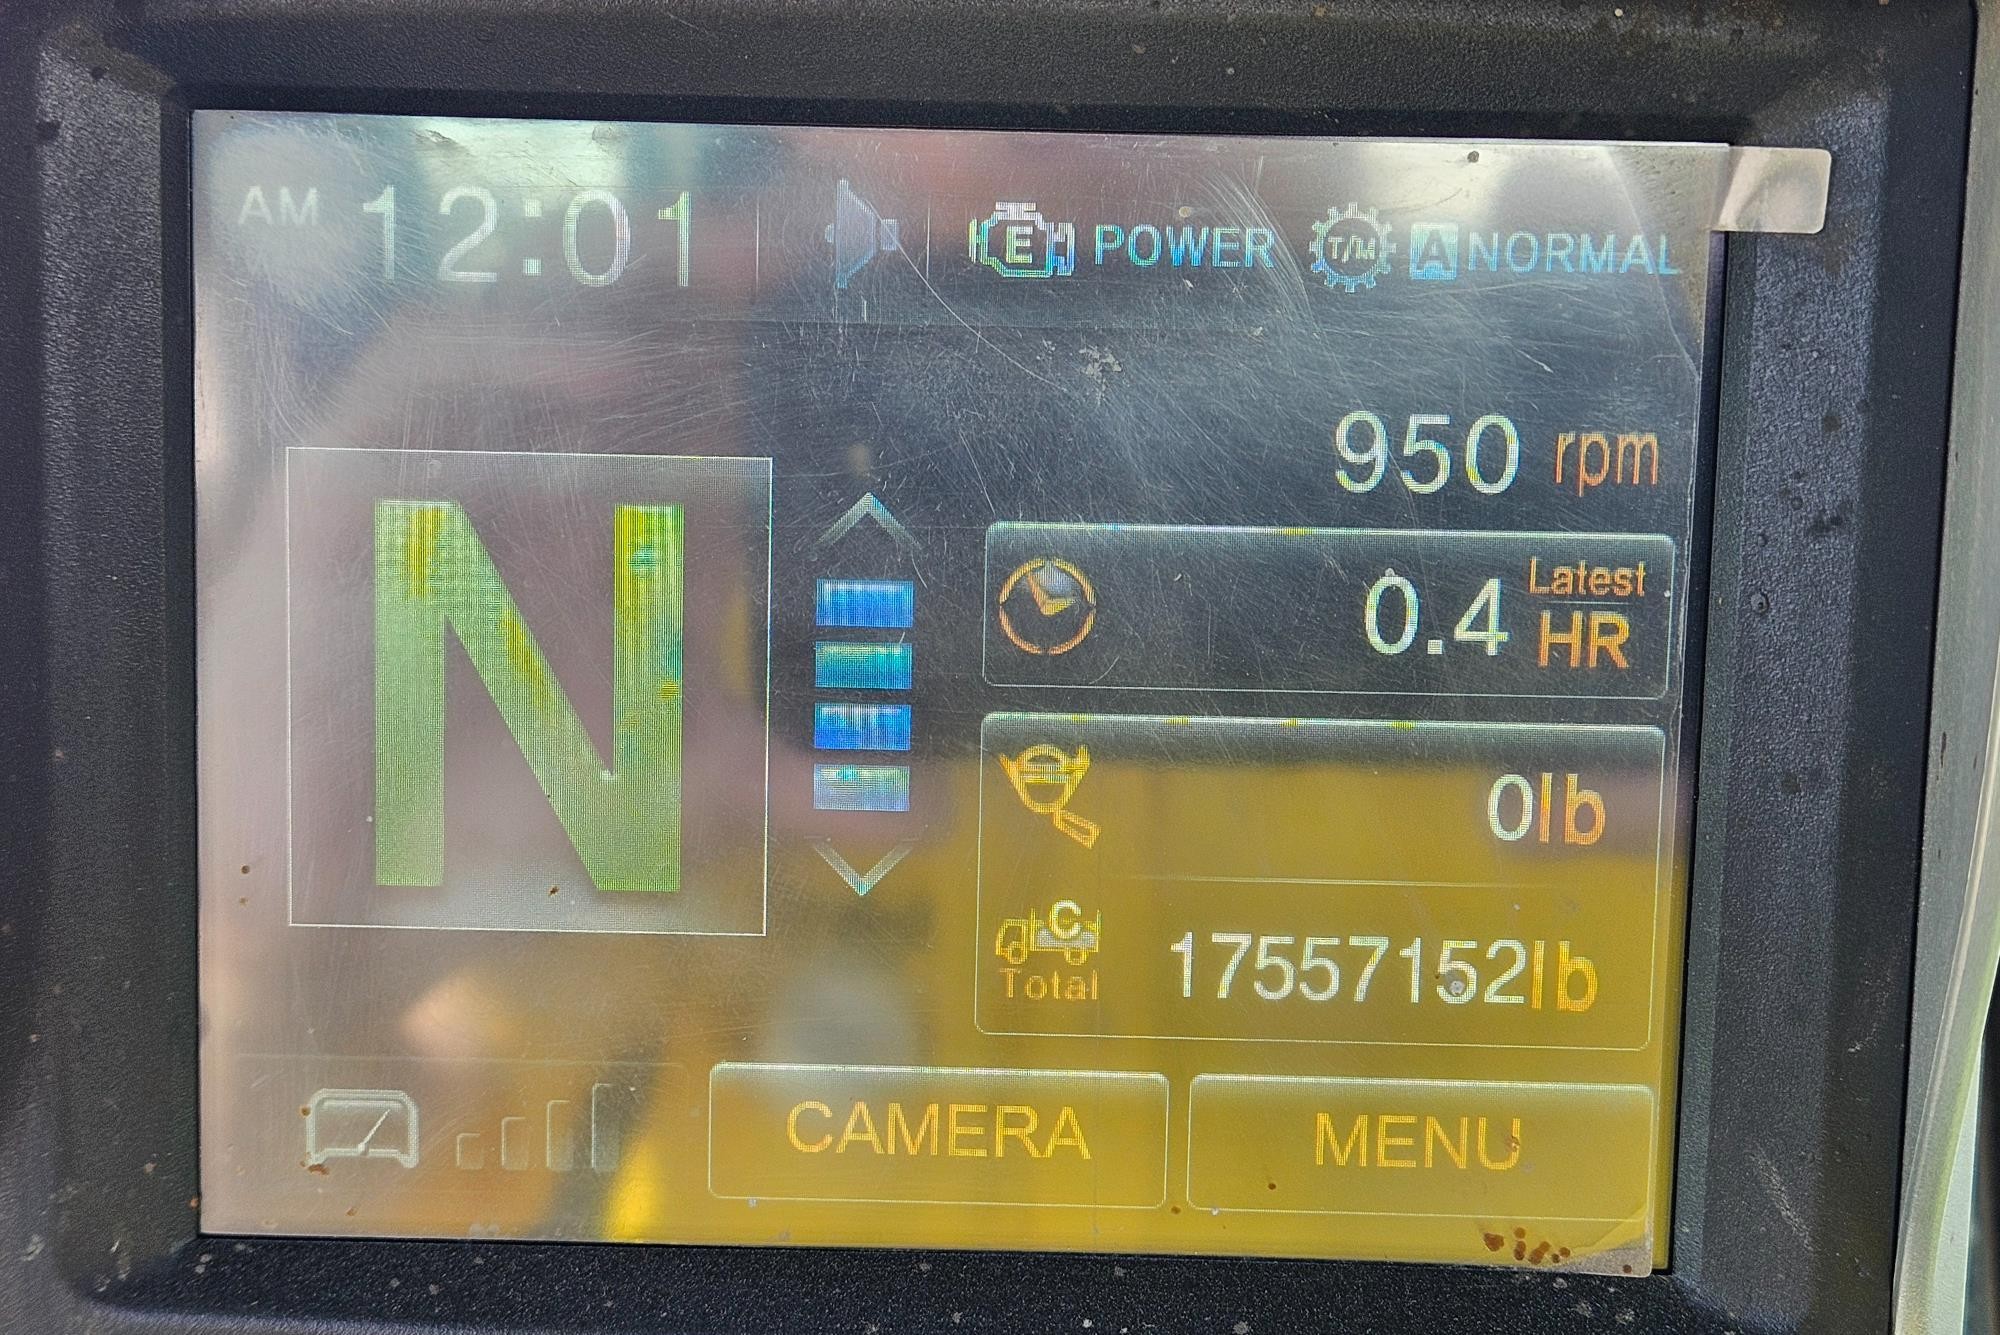 AM 12:01 E POWER T/M A NORMAL
950 rpm
N
0.4 Latest HR
0lb
C
Total 17557152lb
CAMERA MENU